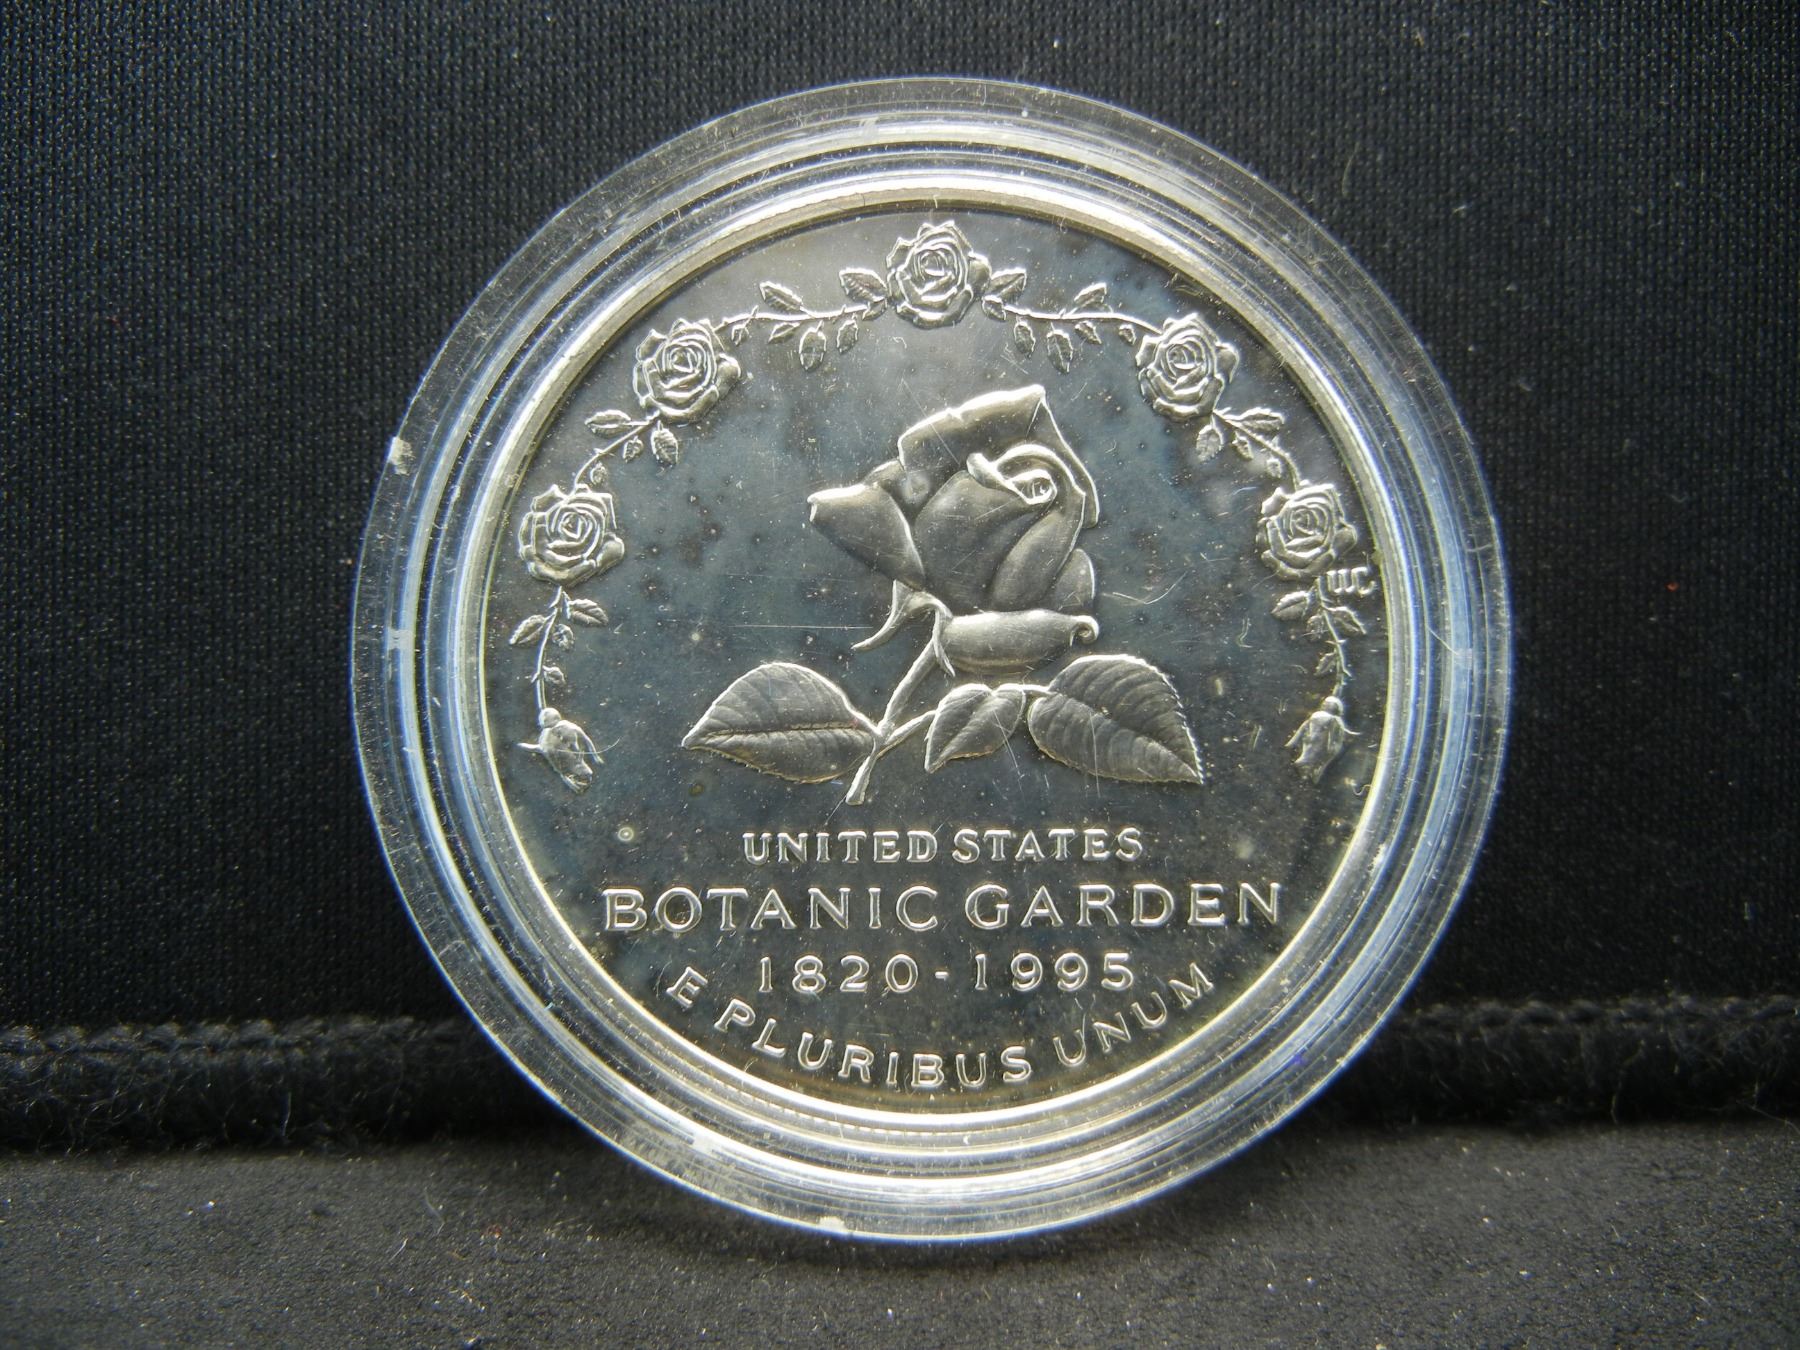 UNITED STATES
BOTANIC GARDEN
1820-1995
E PLURIBUS UNUM